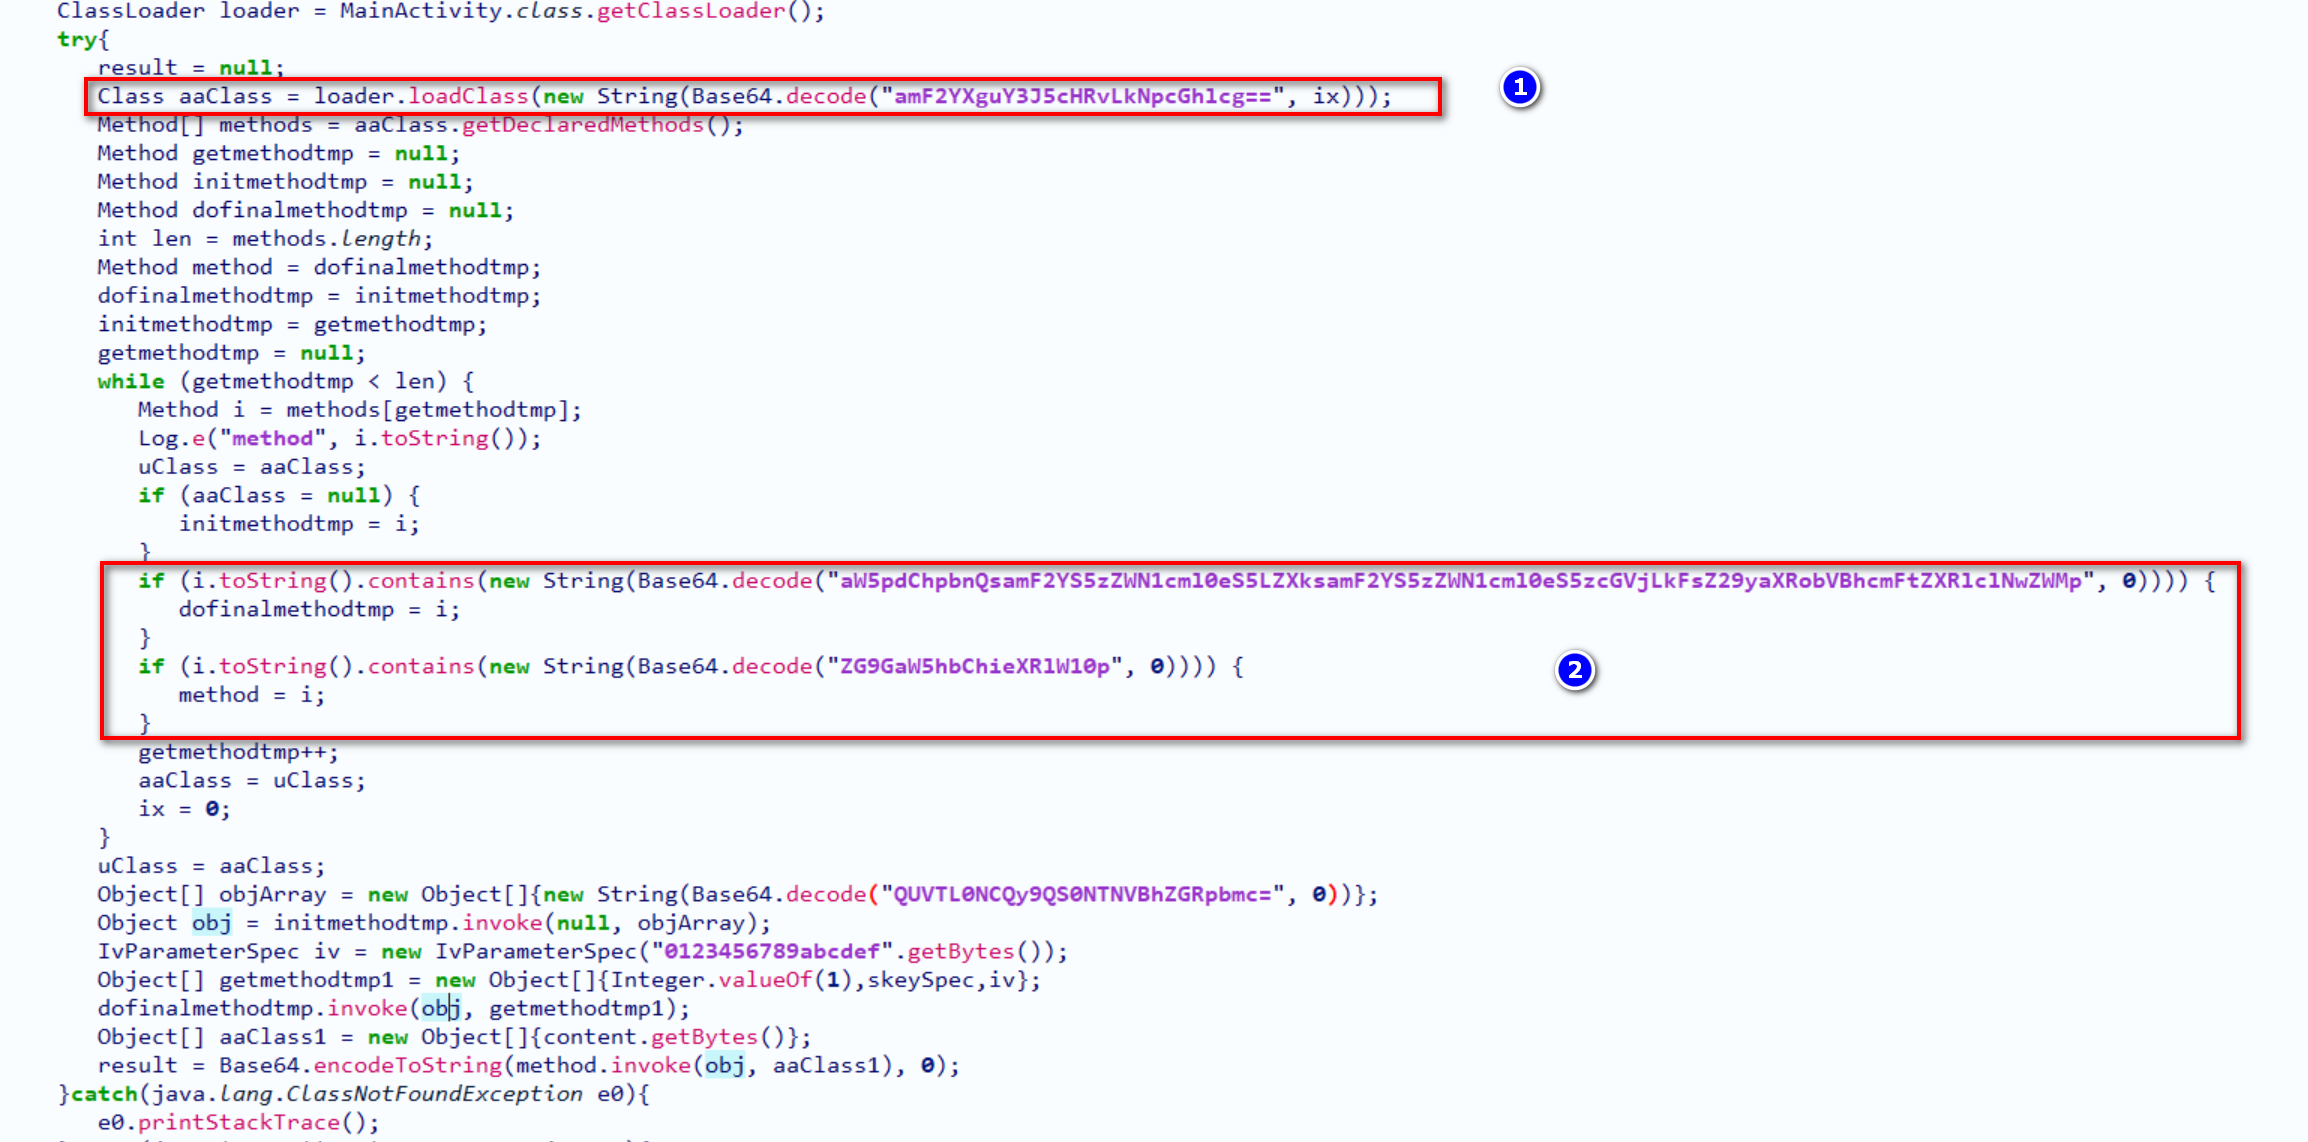 ClassLoader loader = MainActivity.class.getClassLoader();
try{
result = null;
Class aaClass = loader.loadClass(new String(Base64.decode("amF2YXguY3J5cHRvLkNpcGhlcg==", ix)));
1
Method[] methods = aaClass.getDeclaredMethods();
Method getmethodtmp = null;
Method initmethodtmp = null;
Method dofinalmethodtmp = null;
int len = methods.length;
Method method = dofinalmethodtmp;
dofinalmethodtmp = initmethodtmp;
initmethodtmp = getmethodtmp;
getmethodtmp = null;
while (getmethodtmp < len) {
Method i = methods[getmethodtmp];
Log.e("method", i.toString());
uClass = aaClass;
if (aaClass = null) {
initmethodtmp = i;
}
if (i.toString().contains(new String(Base64.decode("aW5pdChpbnQsamF2YS5zZWN1cml0eS5LZXksamF2YS5zZWN1cml0eS5zcGVjLkFsZ29yaXRobVBhcmFtZXRlclNwZWMp", 0)))) {
dofinalmethodtmp = i;
}
if (i.toString().contains(new String(Base64.decode("ZG9GaW5hbChieXRlW10p", 0)))) {
2
method = i;
}
getmethodtmp++;
aaClass = uClass;
ix = 0;
}
uClass = aaClass;
Object[] objArray = new Object[]{new String(Base64.decode("QUVTL0NCQy9QS0NTNVBhZGRpbmc=", 0))};
Object obj = initmethodtmp.invoke(null, objArray);
IvParameterSpec iv = new IvParameterSpec("0123456789abcdef".getBytes());
Object[] getmethodtmp1 = new Object[]{Integer.valueOf(1),skeySpec,iv};
dofinalmethodtmp.invoke(obj, getmethodtmp1);
Object[] aaClass1 = new Object[]{content.getBytes()};
result = Base64.encodeToString(method.invoke(obj, aaClass1), 0);
}catch(java.lang.ClassNotFoundException e0){
e0.printStackTrace();